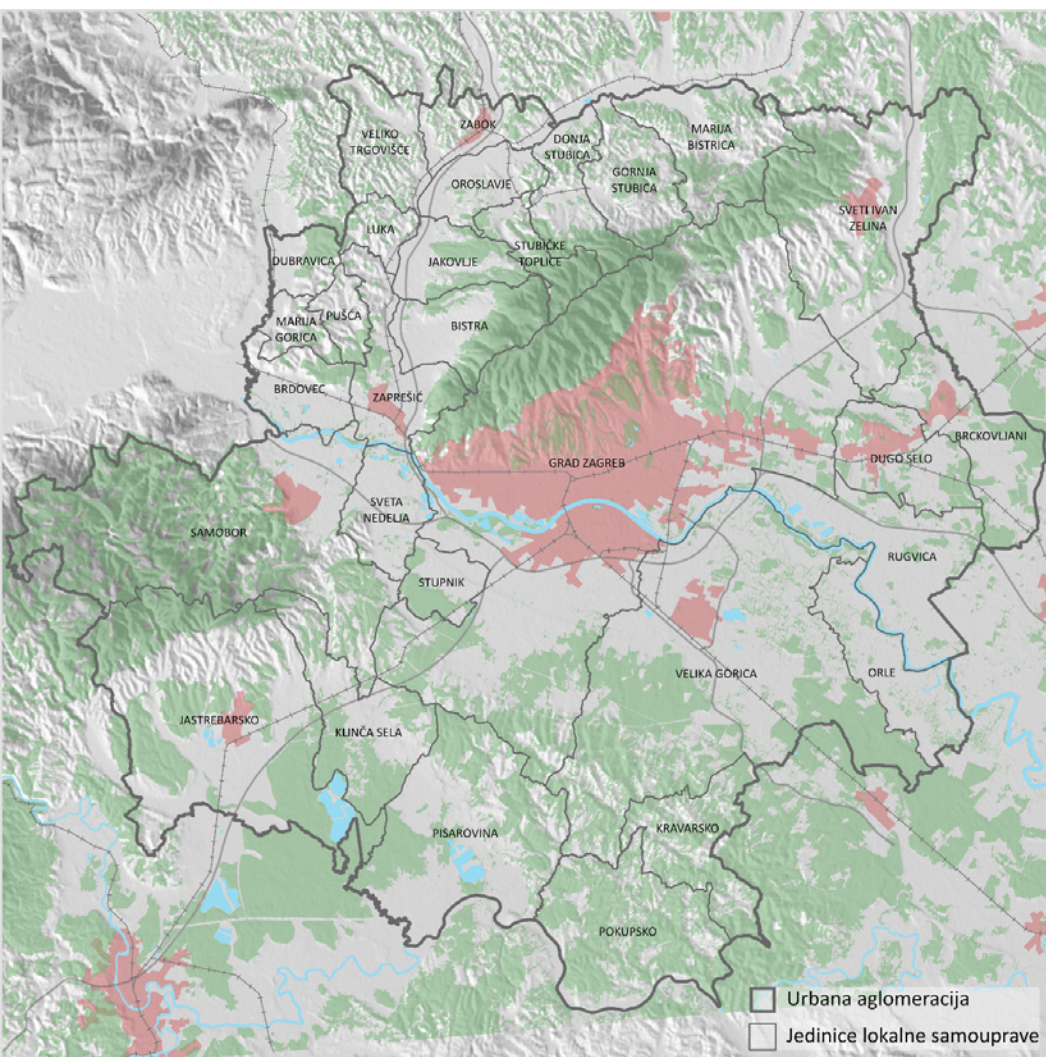 ZABOK
VELIKO
TRGOVIŠĆE
DONJA
STUBICA
MARIJA
BISTRICA
GORNJA
STUBICA
OROSLAVJE
SVETI IVAN
ZELINA
LUKA
STUBIČKE
TOPLICE
DUBRAVICA
JAKOVLJE
PUŠĆA
MARIJA
GORICA
BISTRA
BRDOVEC
ZAPREŠIĆ
BRCKOVLJANI
DUGO SELO
GRAD ZAGREB
SVETA
NEDELJA
SAMOBOR
RUGVICA
STUPNIK
VELIKA GORICA
ORLE
JASTREBARSKO
KLINČA SELA
KRAVARSKO
PISAROVINA
POKUPSKO
Urbana aglomeracija
Jedinice lokalne samouprave